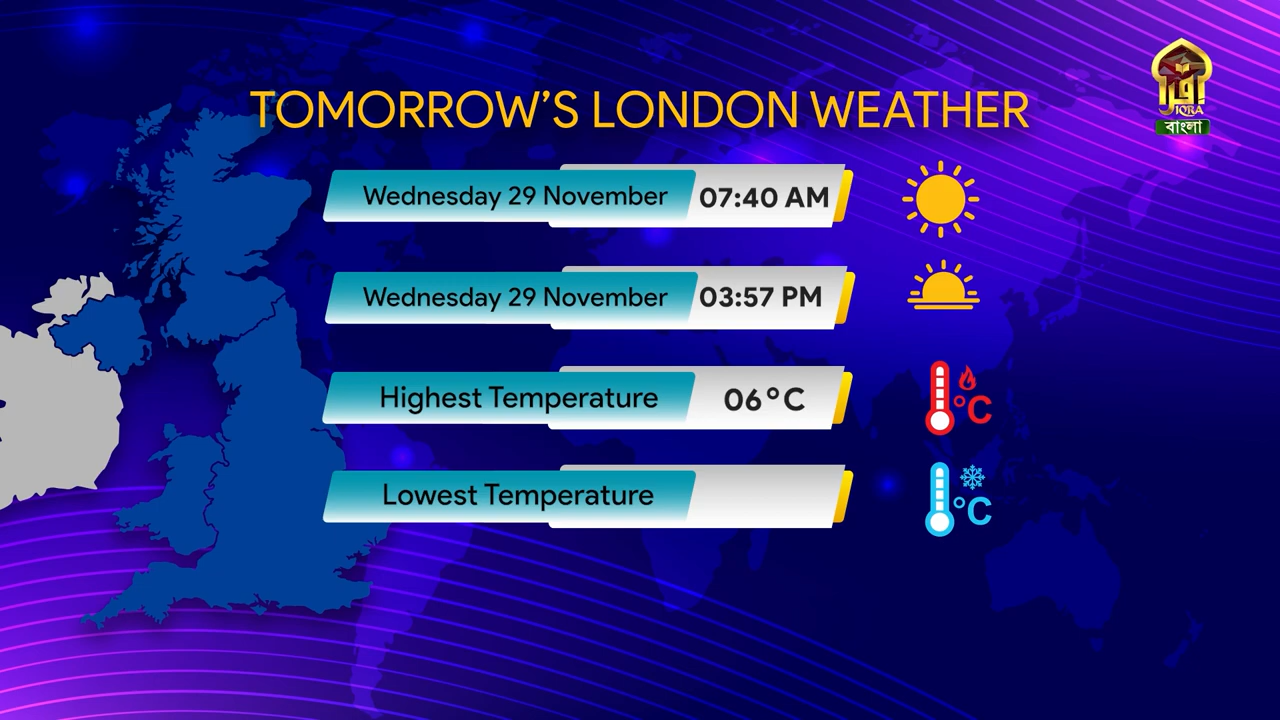 TOMORROW'S LONDON WEATHER
IQRA
বাংলা
Wednesday 29 November 07:40 AM
Wednesday 29 November 03:57 PM
Highest Temperature 06°C
°C
Lowest Temperature
°C